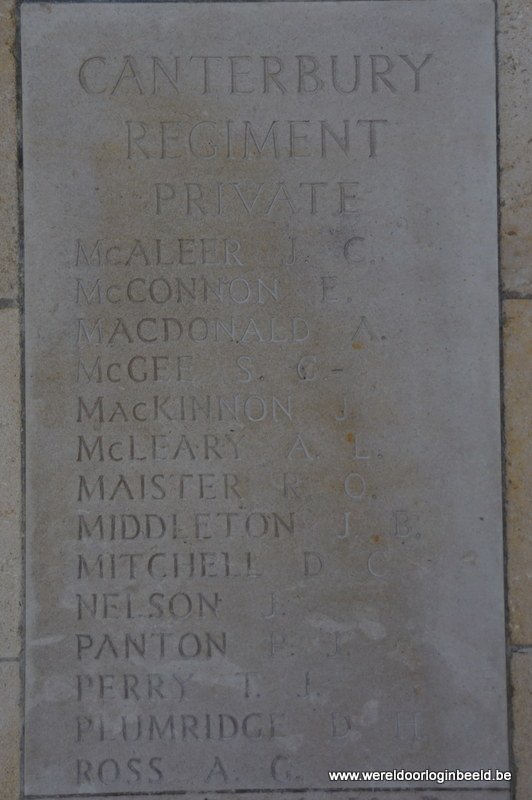 CANTERBURY
REGIMENT
PRIVATE
McALEER J. C.
McCONNON E.
MACDONALD A.
McGEE S. G.
MacKINNON J.
McLEARY A. L.
MAISTER R. O.
MIDDLETON J. B.
MITCHELL D. C.
NELSON
PANTON P. J.
PERRY T. J.
PLUMRIDGE D. H.
ROSS A. G.
www.wereldoorloginbeeld.be